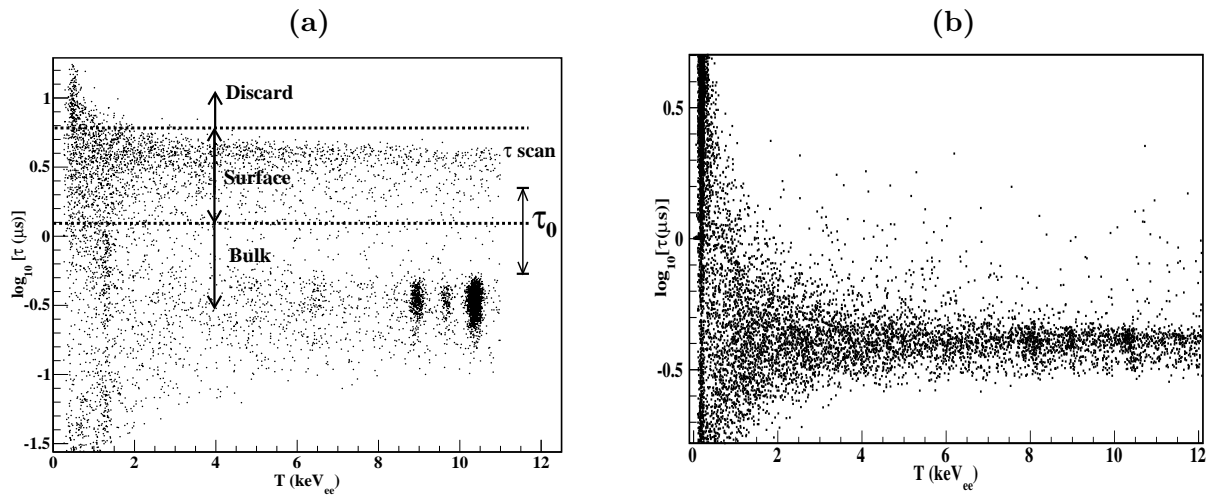 (a)
(b)
Discard
τ scan
Surface
τ₀
Bulk
log₁₀[τ (μs)]
1
0.5
0
-0.5
-1
-1.5
0 2 4 6 8 10 12
T (keVₑₑ)
log₁₀[τ(μs)]
0.5
0
-0.5
0 2 4 6 8 10 12
T (keVₑₑ)